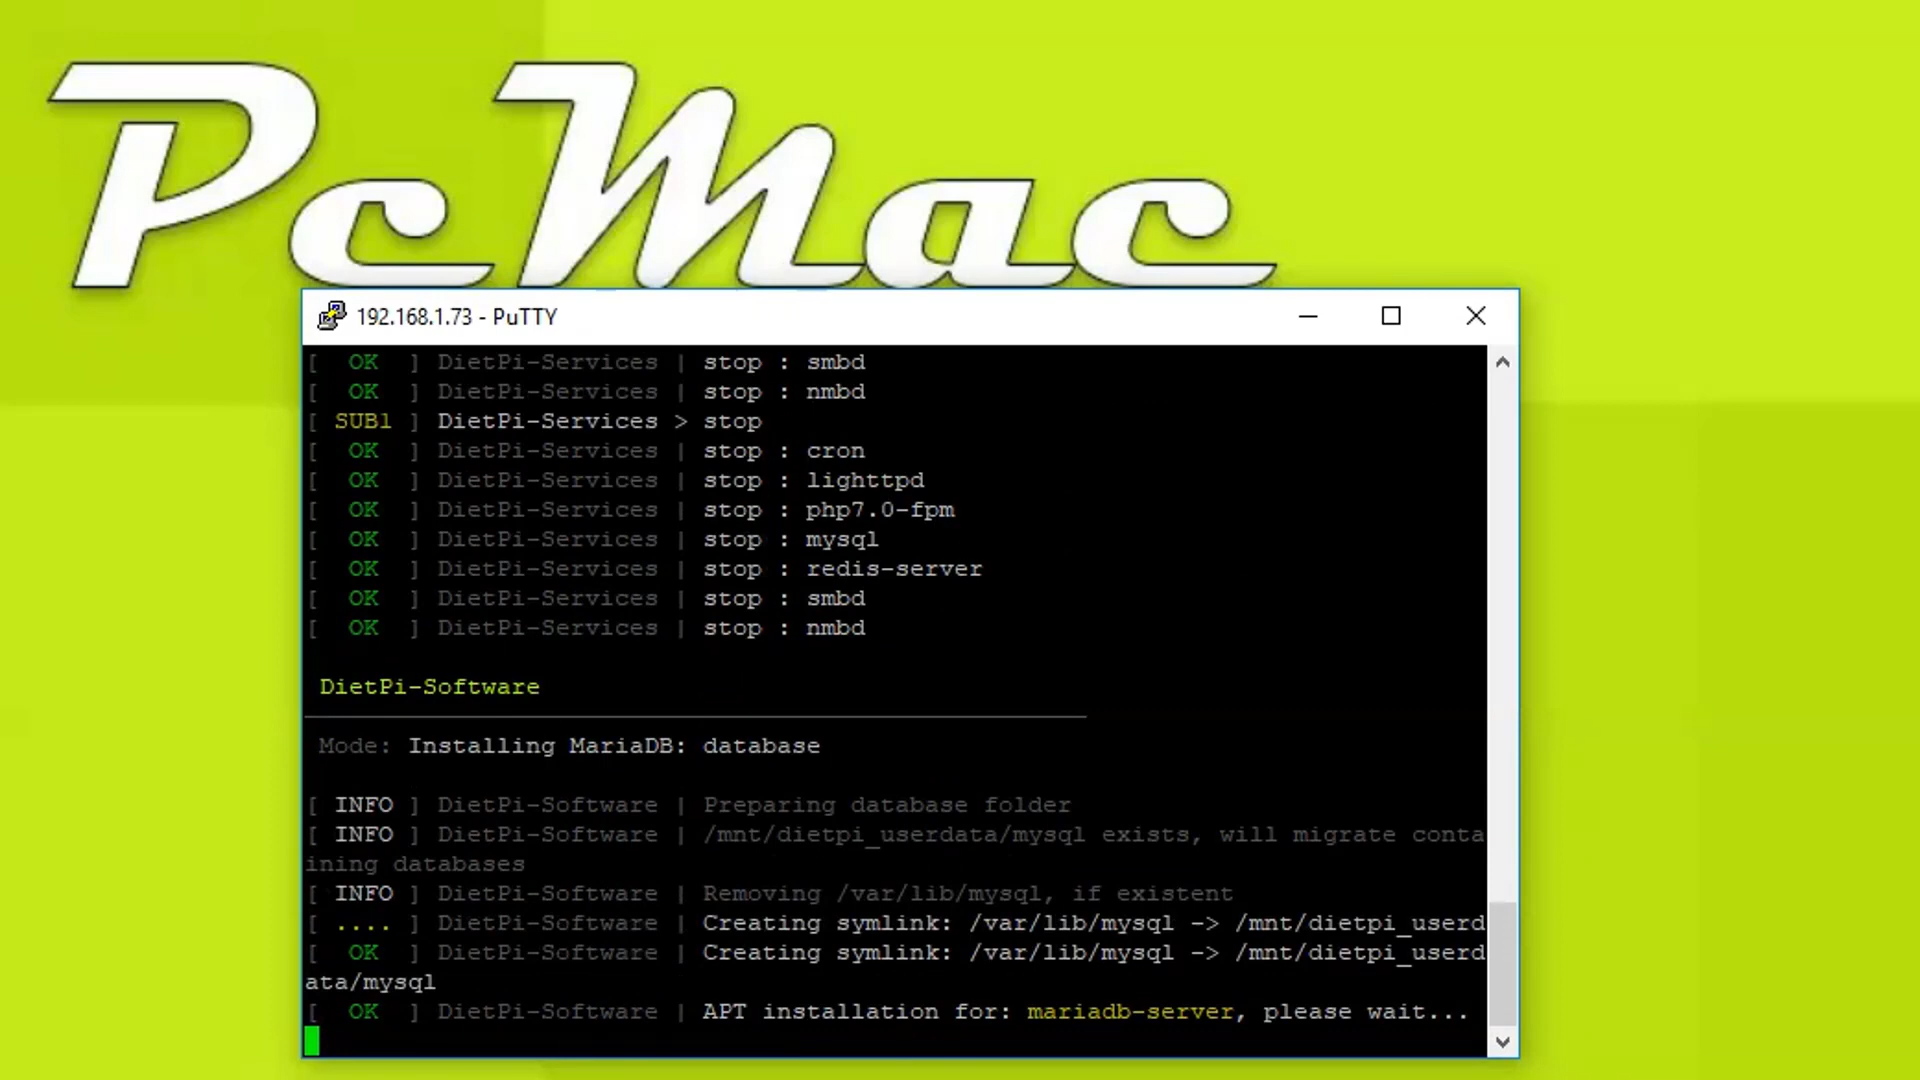 PcMac
192.168.1.73 - PuTTY
[  OK  ] DietPi-Services | stop : smbd
[  OK  ] DietPi-Services | stop : nmbd
[ SUB1 ] DietPi-Services > stop
[  OK  ] DietPi-Services | stop : cron
[  OK  ] DietPi-Services | stop : lighttpd
[  OK  ] DietPi-Services | stop : php7.0-fpm
[  OK  ] DietPi-Services | stop : mysql
[  OK  ] DietPi-Services | stop : redis-server
[  OK  ] DietPi-Services | stop : smbd
[  OK  ] DietPi-Services | stop : nmbd
DietPi-Software
Mode: Installing MariaDB: database
[ INFO ] DietPi-Software | Preparing database folder
[ INFO ] DietPi-Software | /mnt/dietpi_userdata/mysql exists, will migrate conta
ining databases
[ INFO ] DietPi-Software | Removing /var/lib/mysql, if existent
[ .... ] DietPi-Software | Creating symlink: /var/lib/mysql -> /mnt/dietpi_userd
[  OK  ] DietPi-Software | Creating symlink: /var/lib/mysql -> /mnt/dietpi_userd
ata/mysql
[  OK  ] DietPi-Software | APT installation for: mariadb-server, please wait...